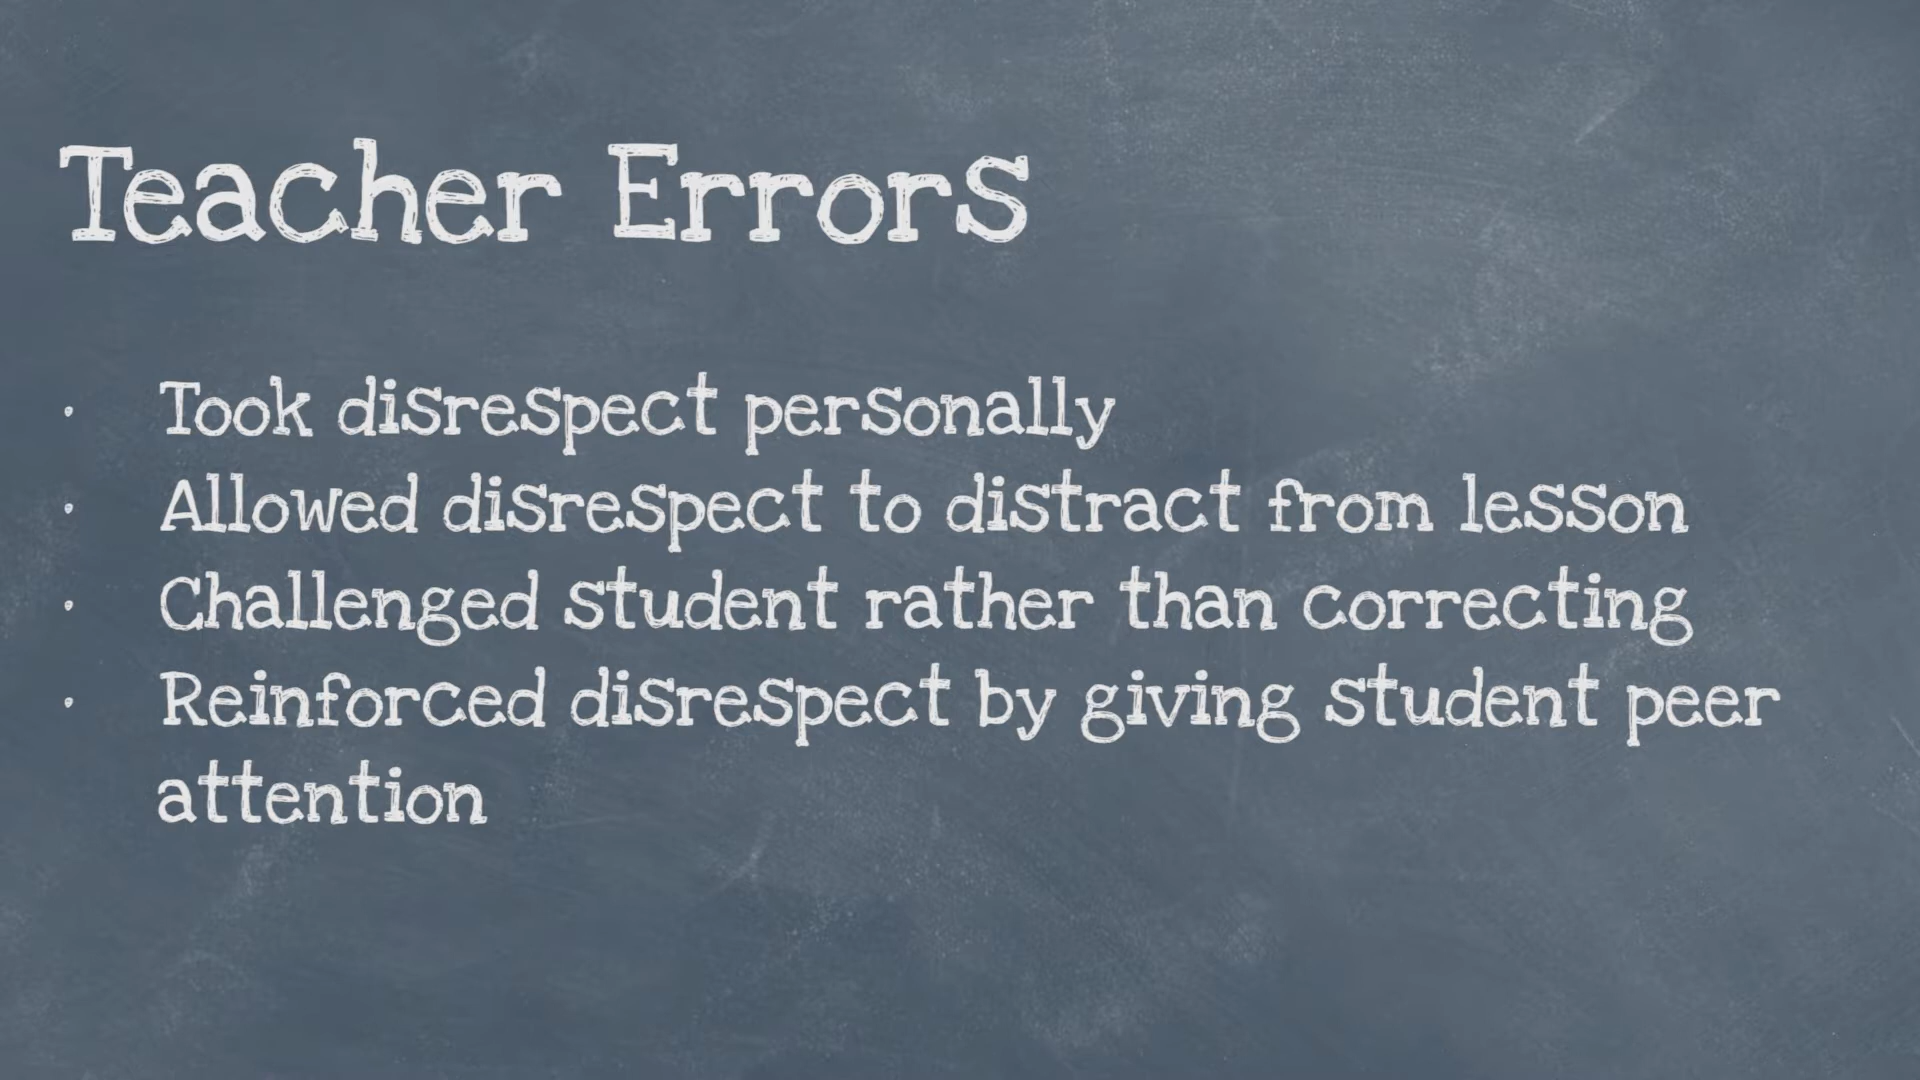 Teacher Errors
· Took disrespect personally
· Allowed disrespect to distract from lesson
· Challenged student rather than correcting
· Reinforced disrespect by giving student peer
attention